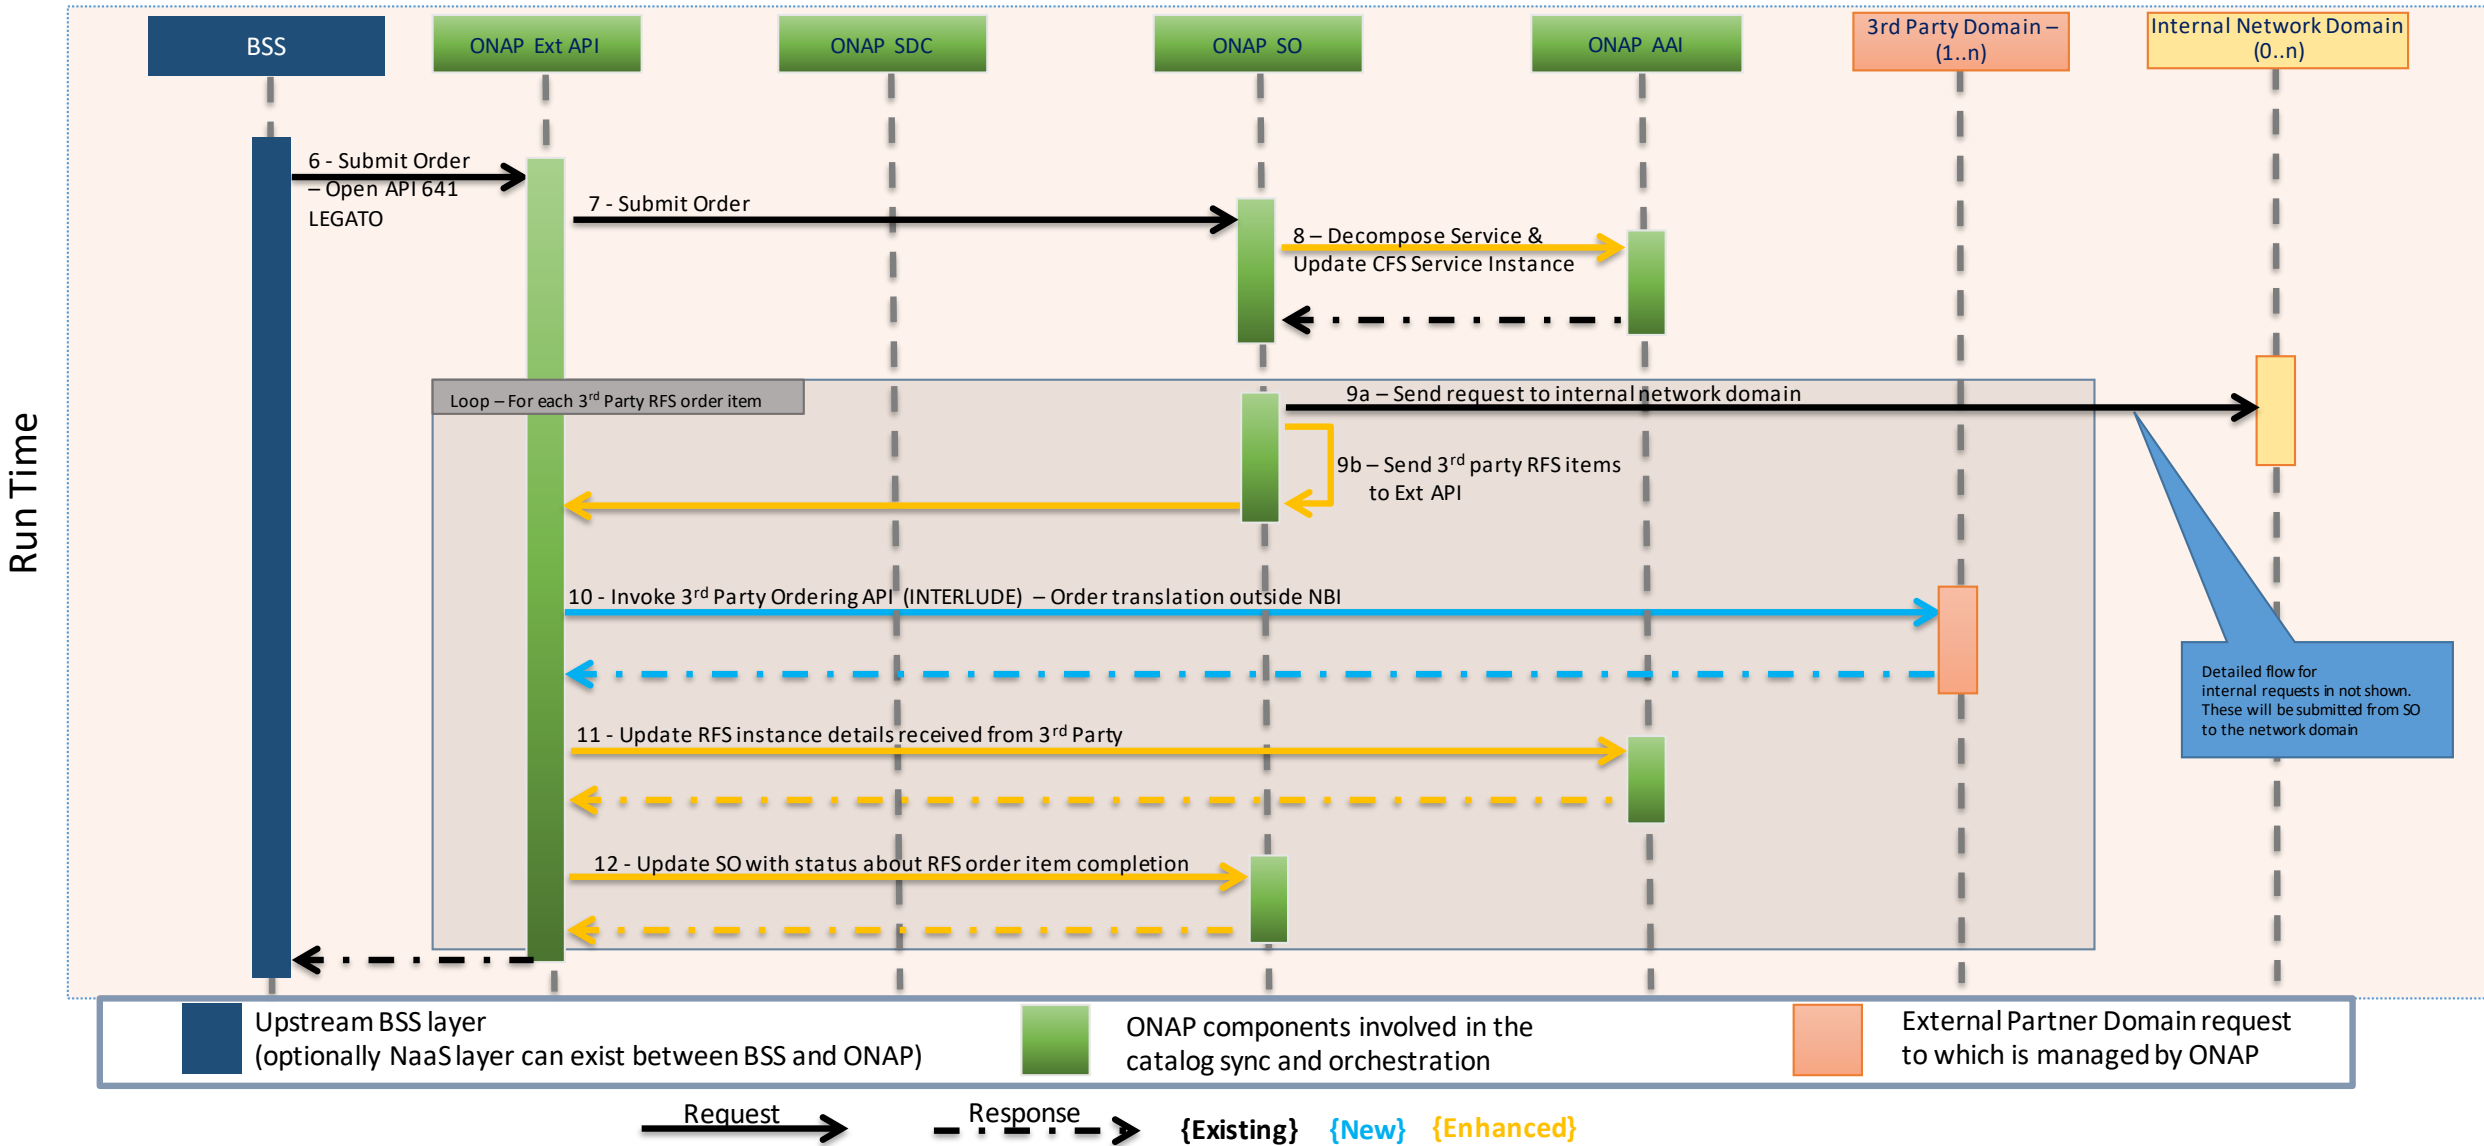 BSS
ONAP Ext API
ONAP SDC
ONAP SO
ONAP AAI
3rd Party Domain –
(1..n)
Internal Network Domain
(0..n)
Run Time
6 - Submit Order
– Open API 641
LEGATO
7 - Submit Order
8 – Decompose Service &
Update CFS Service Instance
Loop – For each 3rd Party RFS order item
9a – Send request to internal network domain
9b – Send 3rd party RFS items
to Ext API
10 - Invoke 3rd Party Ordering API (INTERLUDE) – Order translation outside NBI
Detailed flow for
internal requests in not shown.
These will be submitted from SO
to the network domain
11 - Update RFS instance details received from 3rd Party
12 - Update SO with status about RFS order item completion
Upstream BSS layer
(optionally NaaS layer can exist between BSS and ONAP)
ONAP components involved in the
catalog sync and orchestration
External Partner Domain request
to which is managed by ONAP
Request
Response
{Existing} {New} {Enhanced}